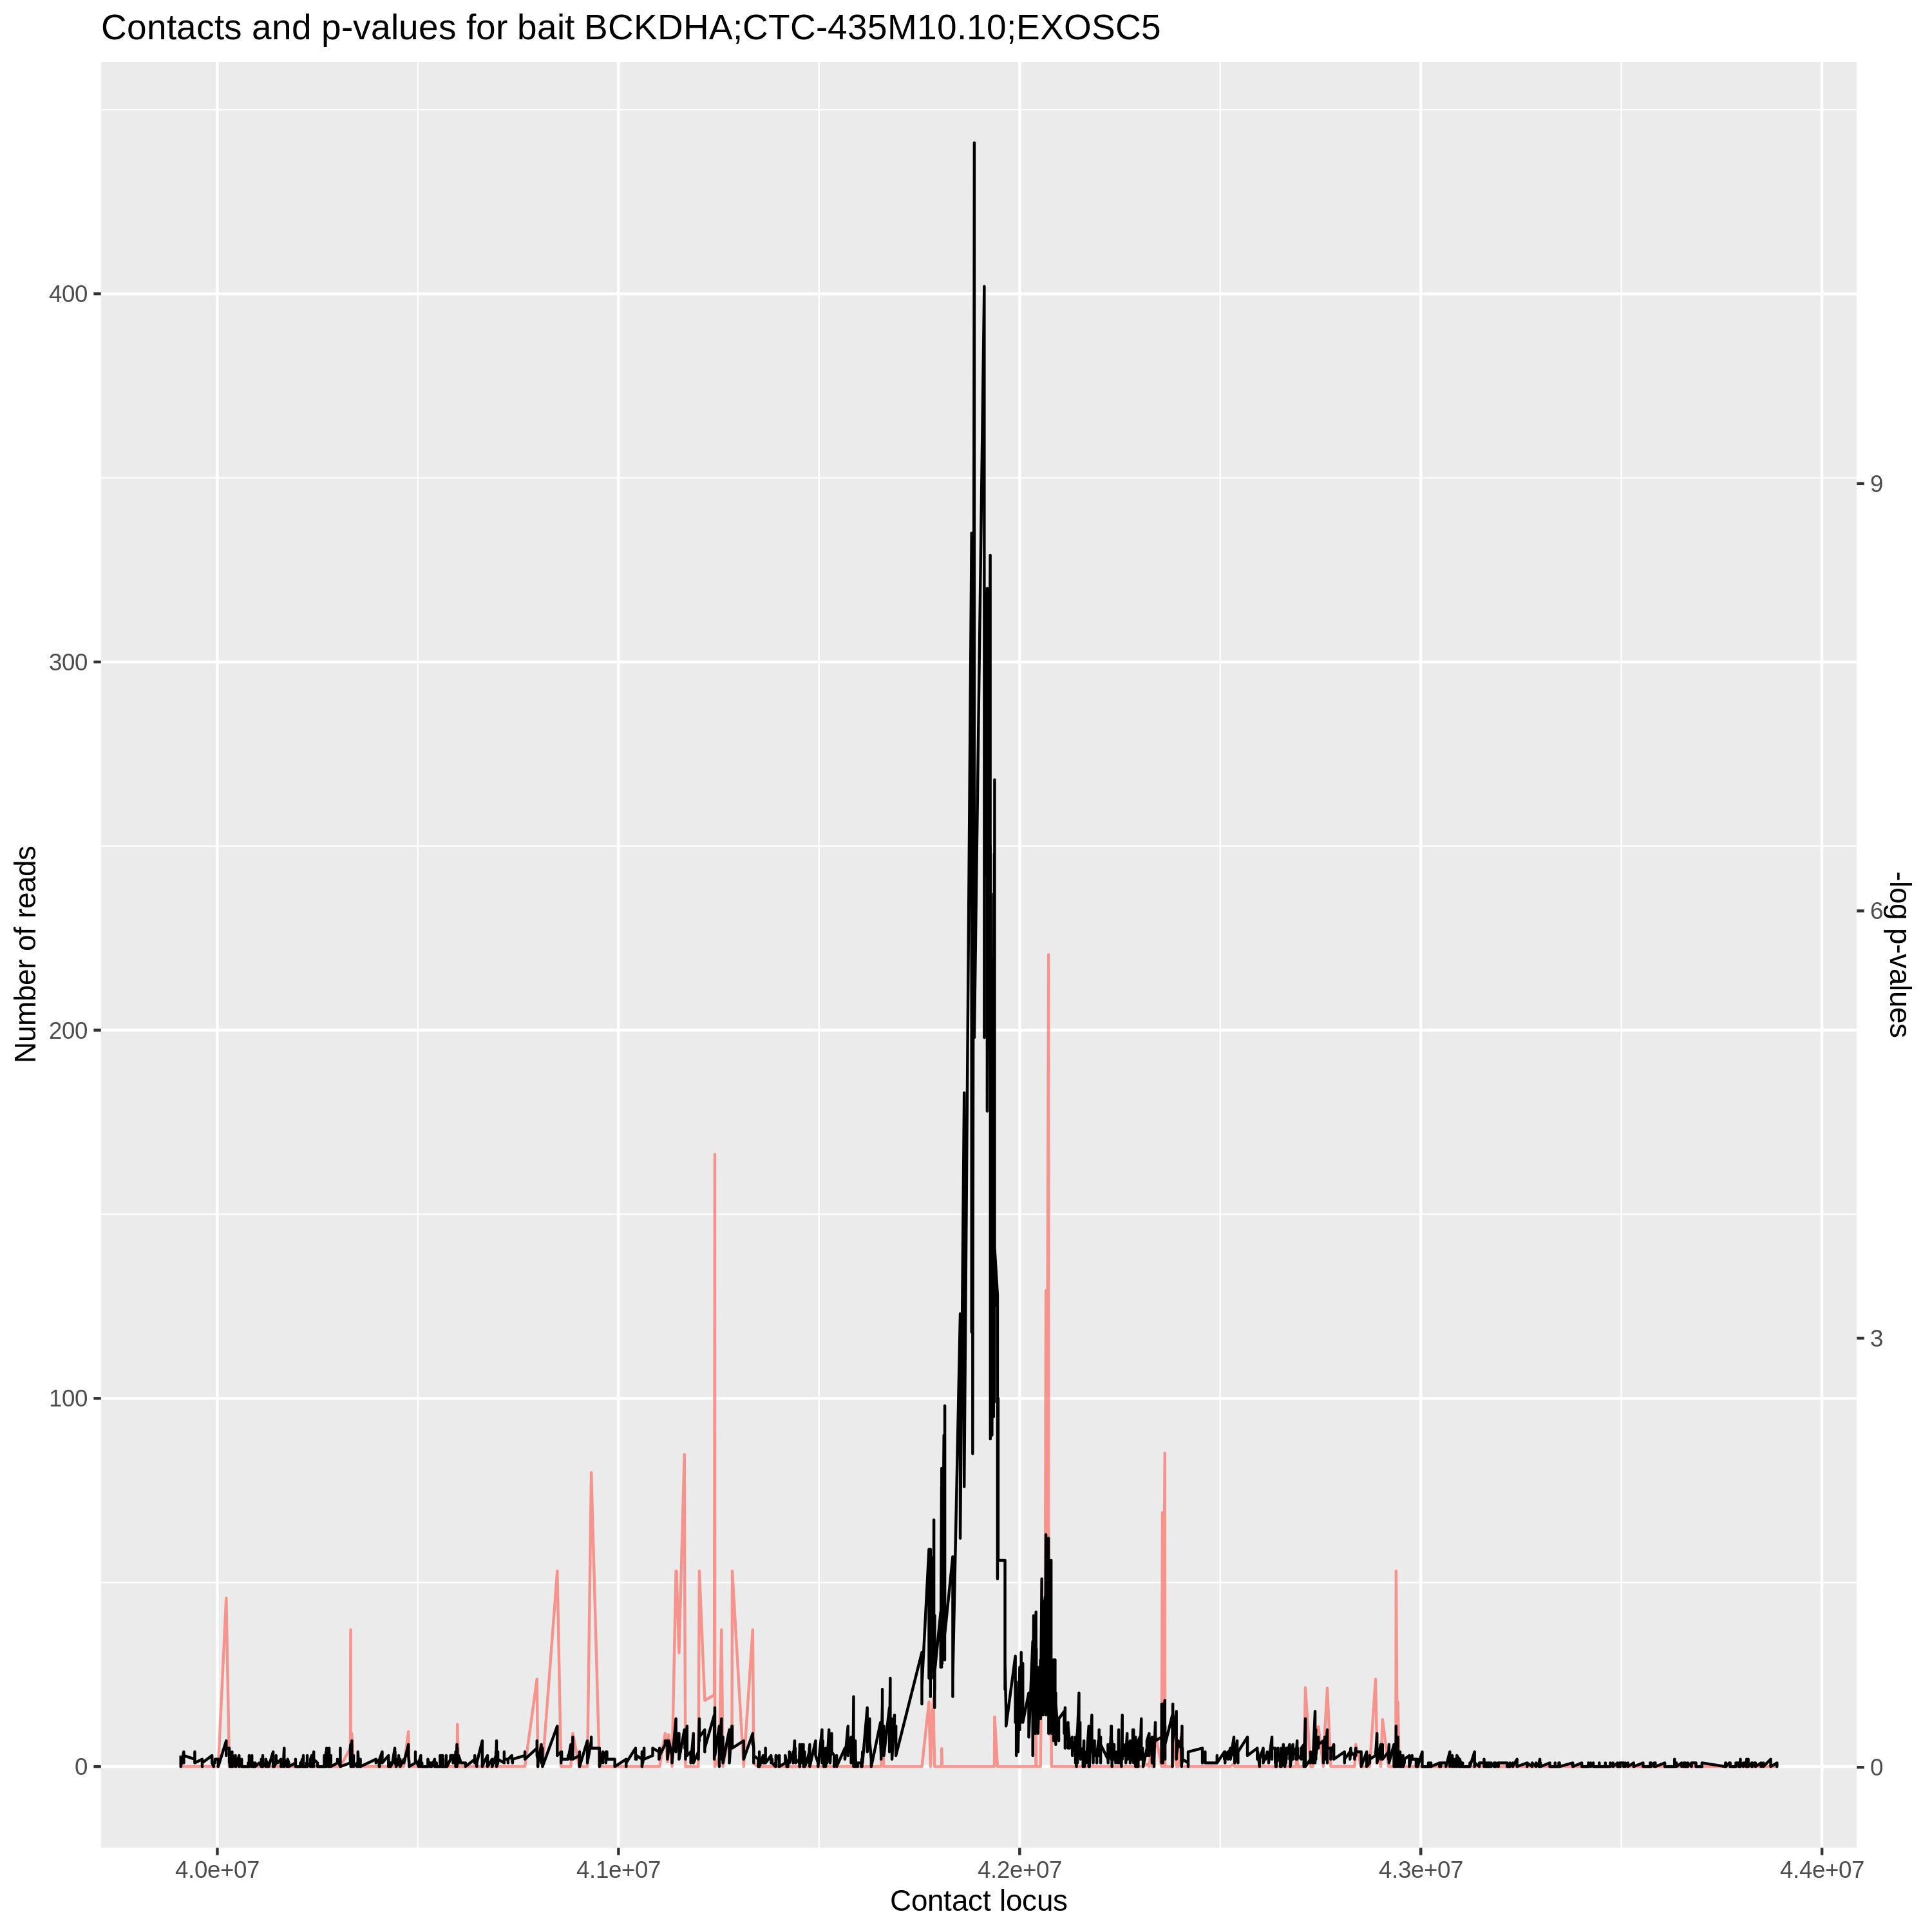 Contacts and p-values for bait BCKDHA;CTC-435M10.10;EXOSC5
400
300
200
100
0
Number of reads
9
6
3
0
-log p-values
4.0e+07
4.1e+07
4.2e+07
4.3e+07
4.4e+07
Contact locus